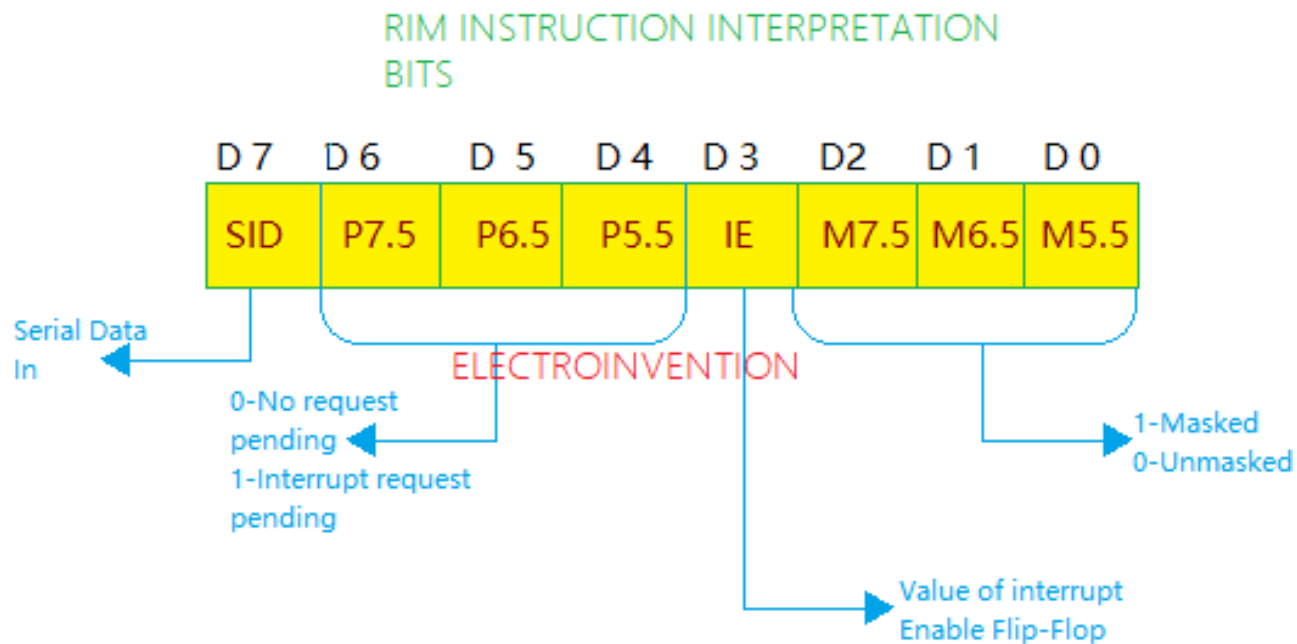 RIM INSTRUCTION INTERPRETATION
BITS
D 7 D 6 D 5 D 4 D 3 D2 D 1 D 0
SID P7.5 P6.5 P5.5 IE M7.5 M6.5 M5.5
Serial Data
In
ELECTROINVENTION
0-No request
pending
1-Interrupt request
pending
1-Masked
0-Unmasked
Value of interrupt
Enable Flip-Flop